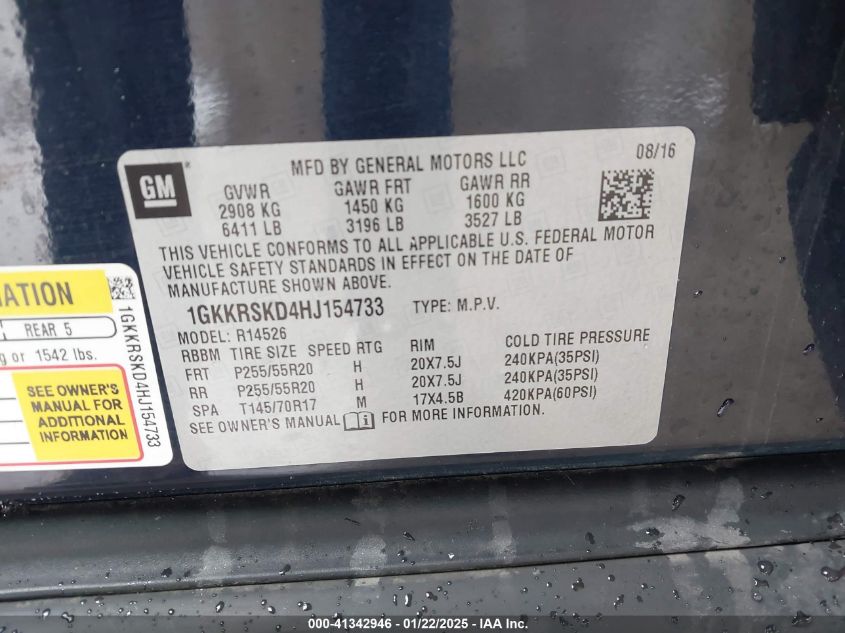 MFD BY GENERAL MOTORS LLC 08/16
GM
GVWR GAWR FRT GAWR RR
2908 KG 1450 KG 1600 KG
6411 LB 3196 LB 3527 LB
THIS VEHICLE CONFORMS TO ALL APPLICABLE U.S. FEDERAL MOTOR
VEHICLE SAFETY STANDARDS IN EFFECT ON THE DATE OF
MANUFACTURE SHOWN ABOVE.
1GKKRSKD4HJ154733 TYPE: M.P.V.
MODEL: R14526
RBBM TIRE SIZE SPEED RTG RIM COLD TIRE PRESSURE
FRT P255/55R20 H 20X7.5J 240KPA(35PSI)
RR P255/55R20 H 20X7.5J 240KPA(35PSI)
SPA T145/70R17 M 17X4.5B 420KPA(60PSI)
SEE OWNER'S MANUAL i FOR MORE INFORMATION.
REAR 5
or 1542 lbs.
SEE OWNER'S
MANUAL FOR
ADDITIONAL
INFORMATION
1GKKRSKD4HJ154733
000-41342946 - 01/22/2025 - IAA Inc.